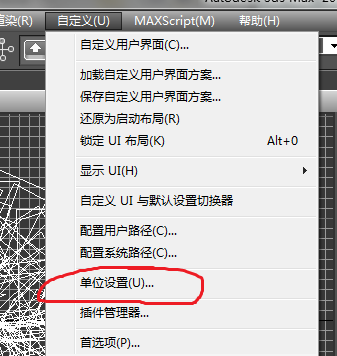 渲染(R) 自定义(U) MAXScript(M) 帮助(H)
自定义用户界面(C)...
加载自定义用户界面方案...
保存自定义用户界面方案...
还原为启动布局(R)
锁定 UI 布局(K) Alt+0
显示 UI(H)
自定义 UI 与默认设置切换器
配置用户路径(C)...
配置系统路径(C)...
单位设置(U)...
插件管理器...
首选项(P)...